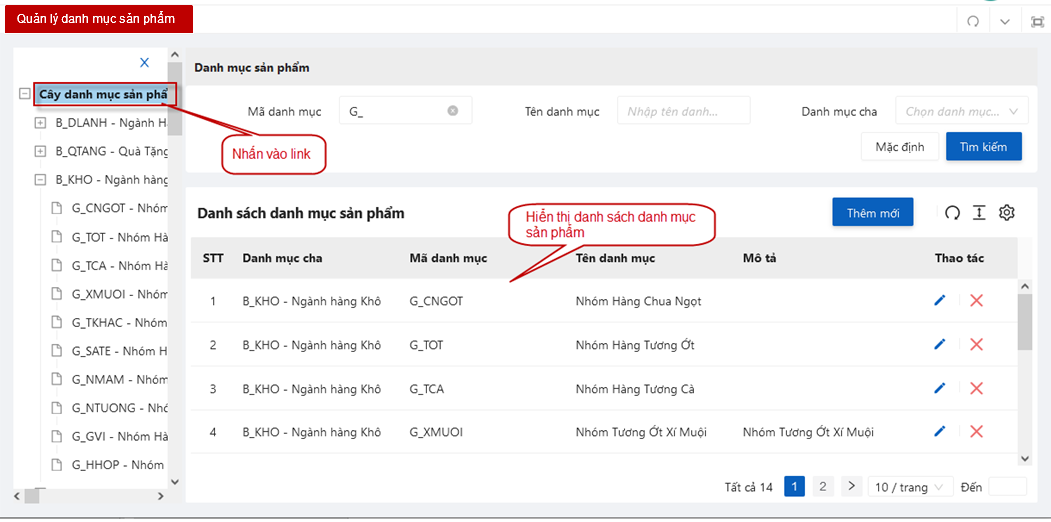 Quản lý danh mục sản phẩm
X
Cây danh mục sản phẩ
B_DLANH - Ngành H
B_QTANG - Quà Tặng
B_KHO - Ngành hàng
G_CNGOT - Nhóm
G_TOT - Nhóm Hà
G_TCA - Nhóm Hà
G_XMUOI - Nhóm
G_TKHAC - Nhóm
G_SATE - Nhóm H
G_NMAM - Nhóm
G_NTUONG - Nhó
G_GVI - Nhóm Hà
G_HHOP - Nhóm
Nhấn vào link
Danh mục sản phẩm
Mã danh mục G_ Tên danh mục Nhập tên danh... Danh mục cha Chọn danh mục...
Mặc định Tìm kiếm
Danh sách danh mục sản phẩm Thêm mới
Hiển thị danh sách danh mục
sản phẩm
STT Danh mục cha Mã danh mục Tên danh mục Mô tả Thao tác
1 B_KHO - Ngành hàng Khô G_CNGOT Nhóm Hàng Chua Ngọt
2 B_KHO - Ngành hàng Khô G_TOT Nhóm Hàng Tương Ớt
3 B_KHO - Ngành hàng Khô G_TCA Nhóm Hàng Tương Cà
4 B_KHO - Ngành hàng Khô G_XMUOI Nhóm Tương Ớt Xí Muội Nhóm Tương Ớt Xí Muội
Tất cả 14 1 2 > 10 / trang Đến